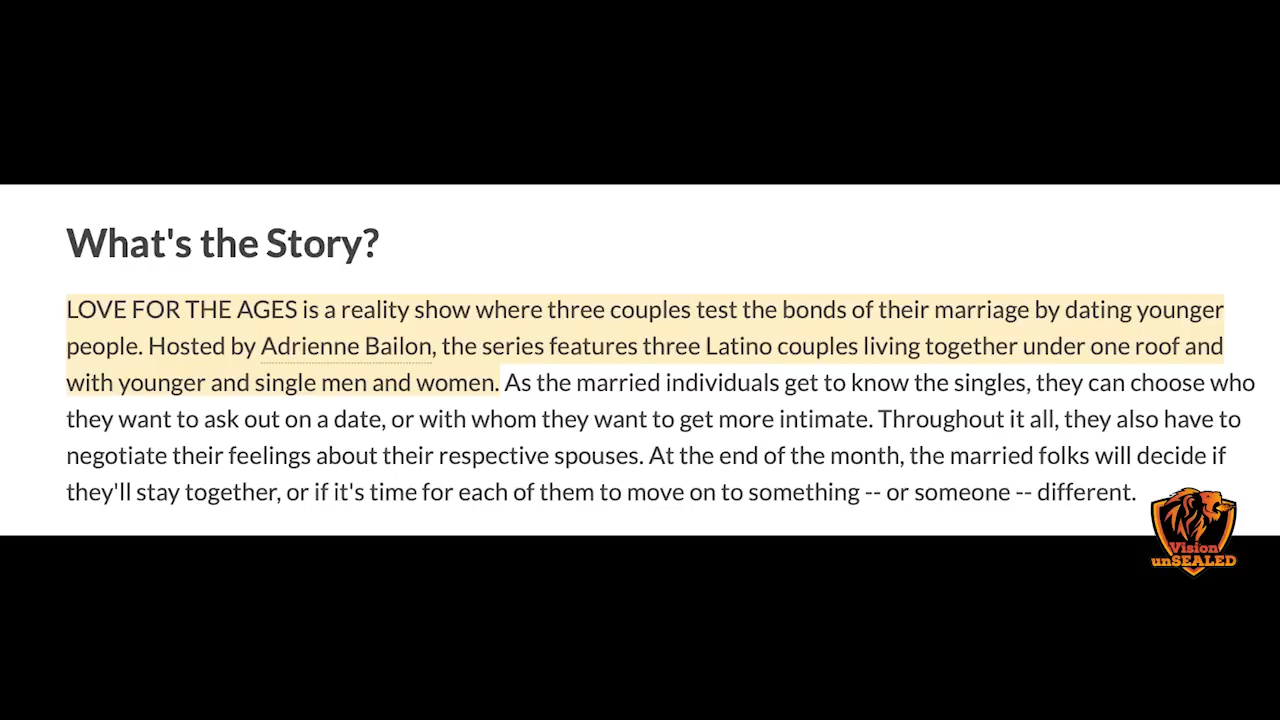 What's the Story?
LOVE FOR THE AGES is a reality show where three couples test the bonds of their marriage by dating younger
people. Hosted by Adrienne Bailon, the series features three Latino couples living together under one roof and
with younger and single men and women. As the married individuals get to know the singles, they can choose who
they want to ask out on a date, or with whom they want to get more intimate. Throughout it all, they also have to
negotiate their feelings about their respective spouses. At the end of the month, the married folks will decide if
they'll stay together, or if it's time for each of them to move on to something -- or someone -- different.
Vision
unSEALED